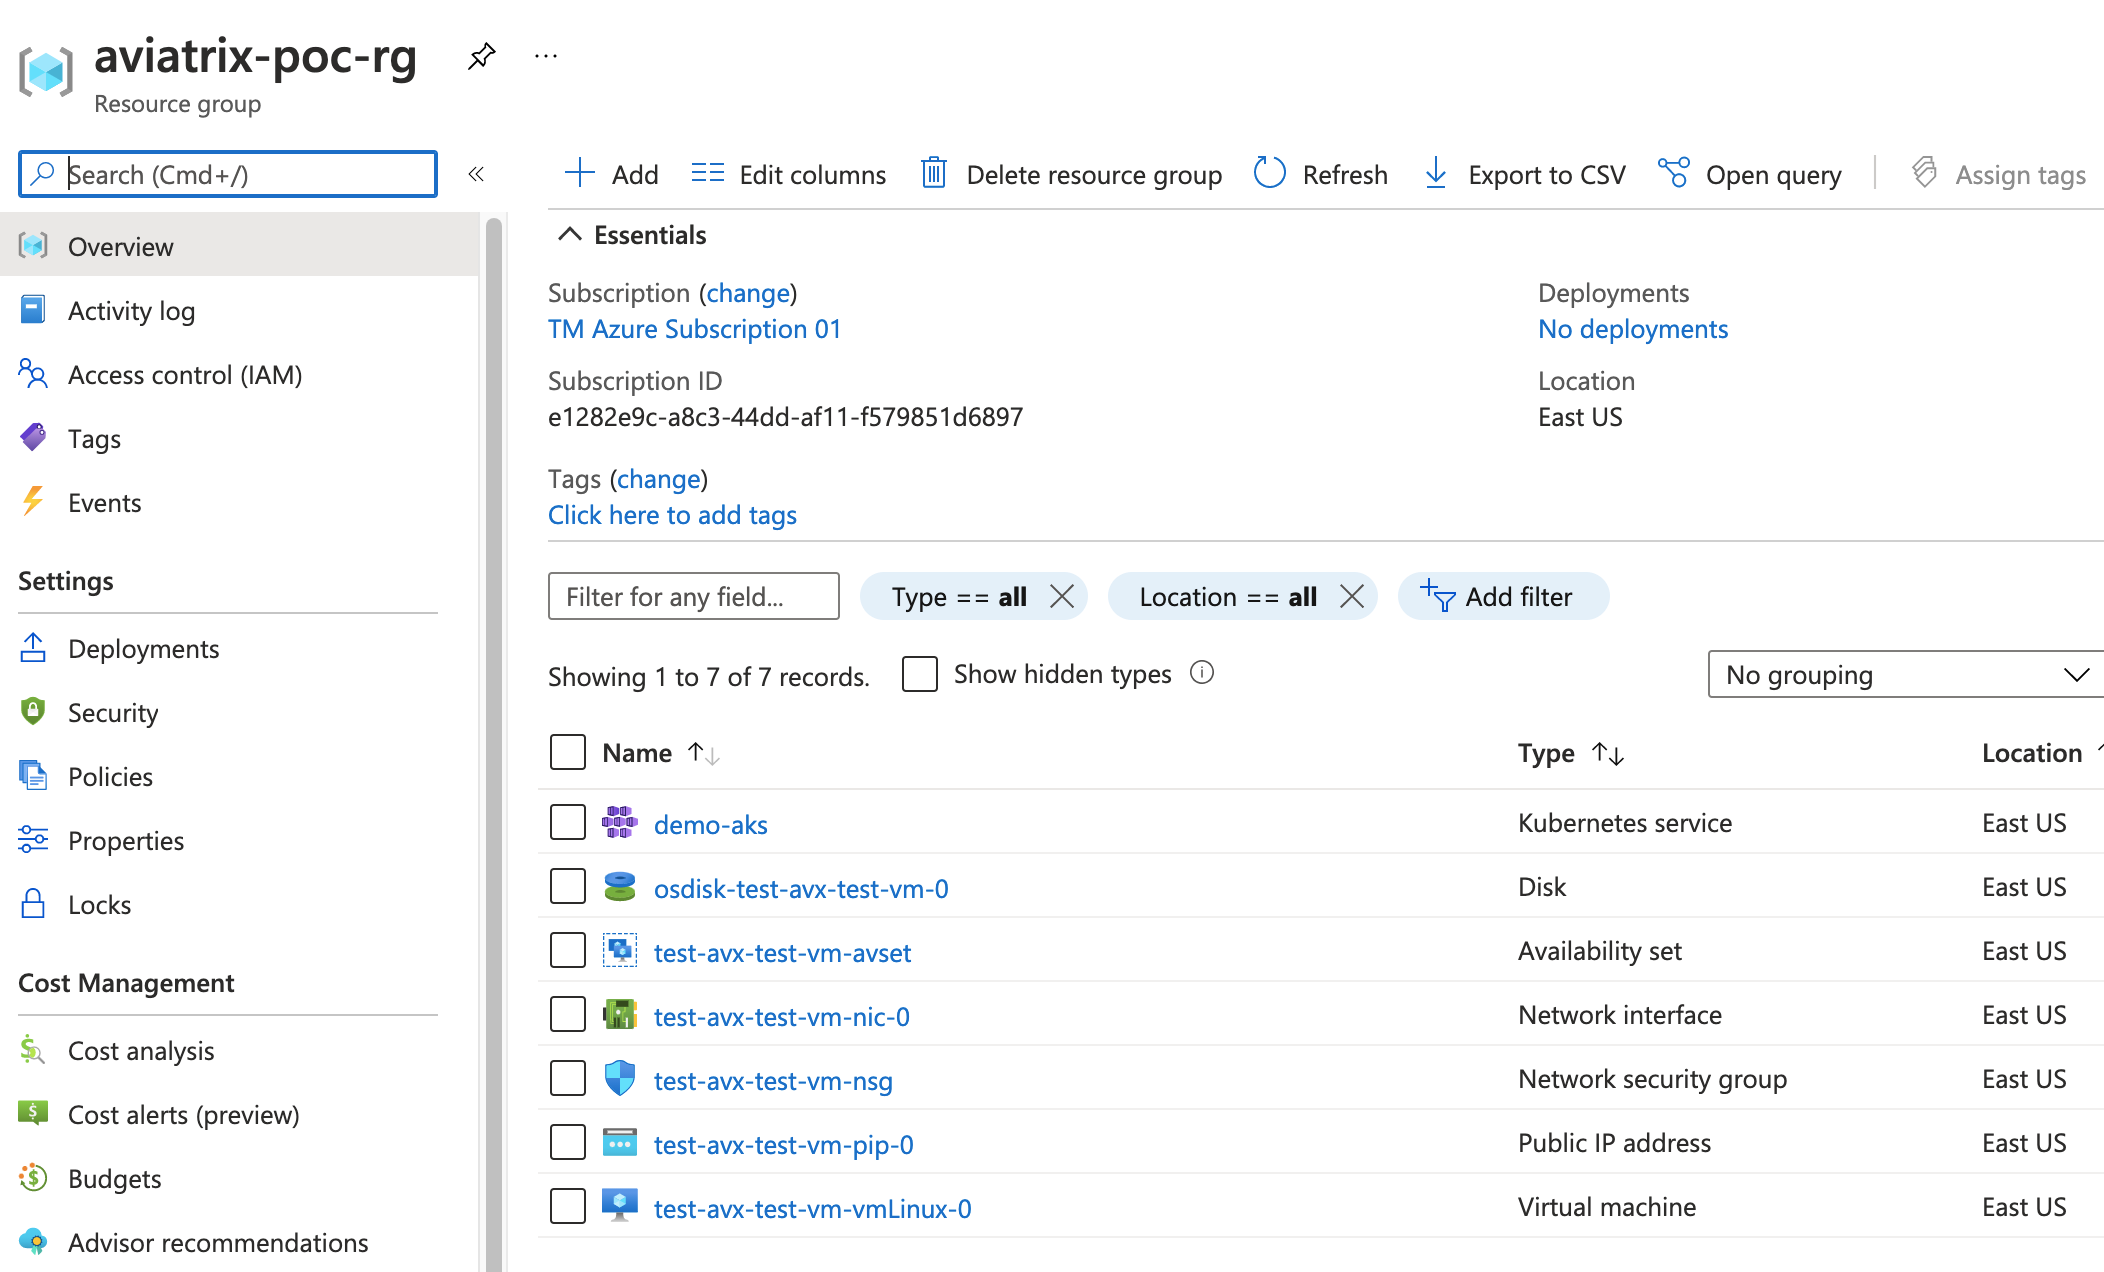 aviatrix-poc-rg
...
Resource group
Search (Cmd+/)
«
Overview
Activity log
Access control (IAM)
Tags
Events
Settings
Deployments
Security
Policies
Properties
Locks
Cost Management
Cost analysis
Cost alerts (preview)
Budgets
Advisor recommendations
Add
Edit columns
Delete resource group
Refresh
Export to CSV
Open query
Assign tags
Essentials
Subscription (change)
TM Azure Subscription 01
Subscription ID
e1282e9c-a8c3-44dd-af11-f579851d6897
Tags (change)
Click here to add tags
Deployments
No deployments
Location
East US
Filter for any field...
Type == all
Location == all
Add filter
Showing 1 to 7 of 7 records.
Show hidden types
No grouping
Name ↑↓ Type ↑↓ Location ↑
demo-aks Kubernetes service East US
osdisk-test-avx-test-vm-0 Disk East US
test-avx-test-vm-avset Availability set East US
test-avx-test-vm-nic-0 Network interface East US
test-avx-test-vm-nsg Network security group East US
test-avx-test-vm-pip-0 Public IP address East US
test-avx-test-vm-vmLinux-0 Virtual machine East US